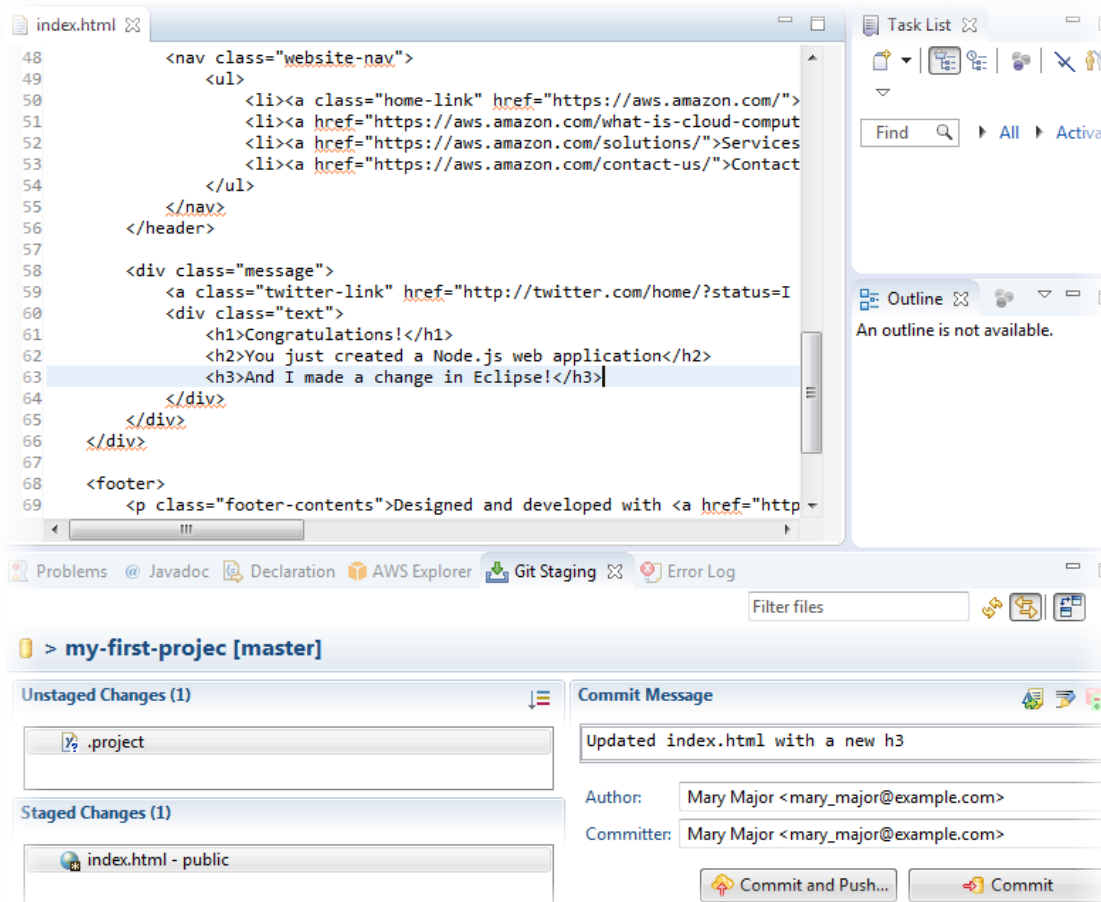 index.html
48 <nav class="website-nav">
49 <ul>
50 <li><a class="home-link" href="https://aws.amazon.com/">
51 <li><a href="https://aws.amazon.com/what-is-cloud-comput
52 <li><a href="https://aws.amazon.com/solutions/">Services
53 <li><a href="https://aws.amazon.com/contact-us/">Contact
54 </ul>
55 </nav>
56 </header>
57
58 <div class="message">
59 <a class="twitter-link" href="http://twitter.com/home/?status=I
60 <div class="text">
61 <h1>Congratulations!</h1>
62 <h2>You just created a Node.js web application</h2>
63 <h3>And I made a change in Eclipse!</h3>
64 </div>
65 </div>
66 </div>
67
68 <footer>
69 <p class="footer-contents">Designed and developed with <a href="http
Task List
Find All Activa
Outline
An outline is not available.
Problems @ Javadoc Declaration AWS Explorer Git Staging Error Log
Filter files
> my-first-projec [master]
Unstaged Changes (1)
.project
Staged Changes (1)
index.html - public
Commit Message
Updated index.html with a new h3
Author: Mary Major <mary_major@example.com>
Committer: Mary Major <mary_major@example.com>
Commit and Push... Commit